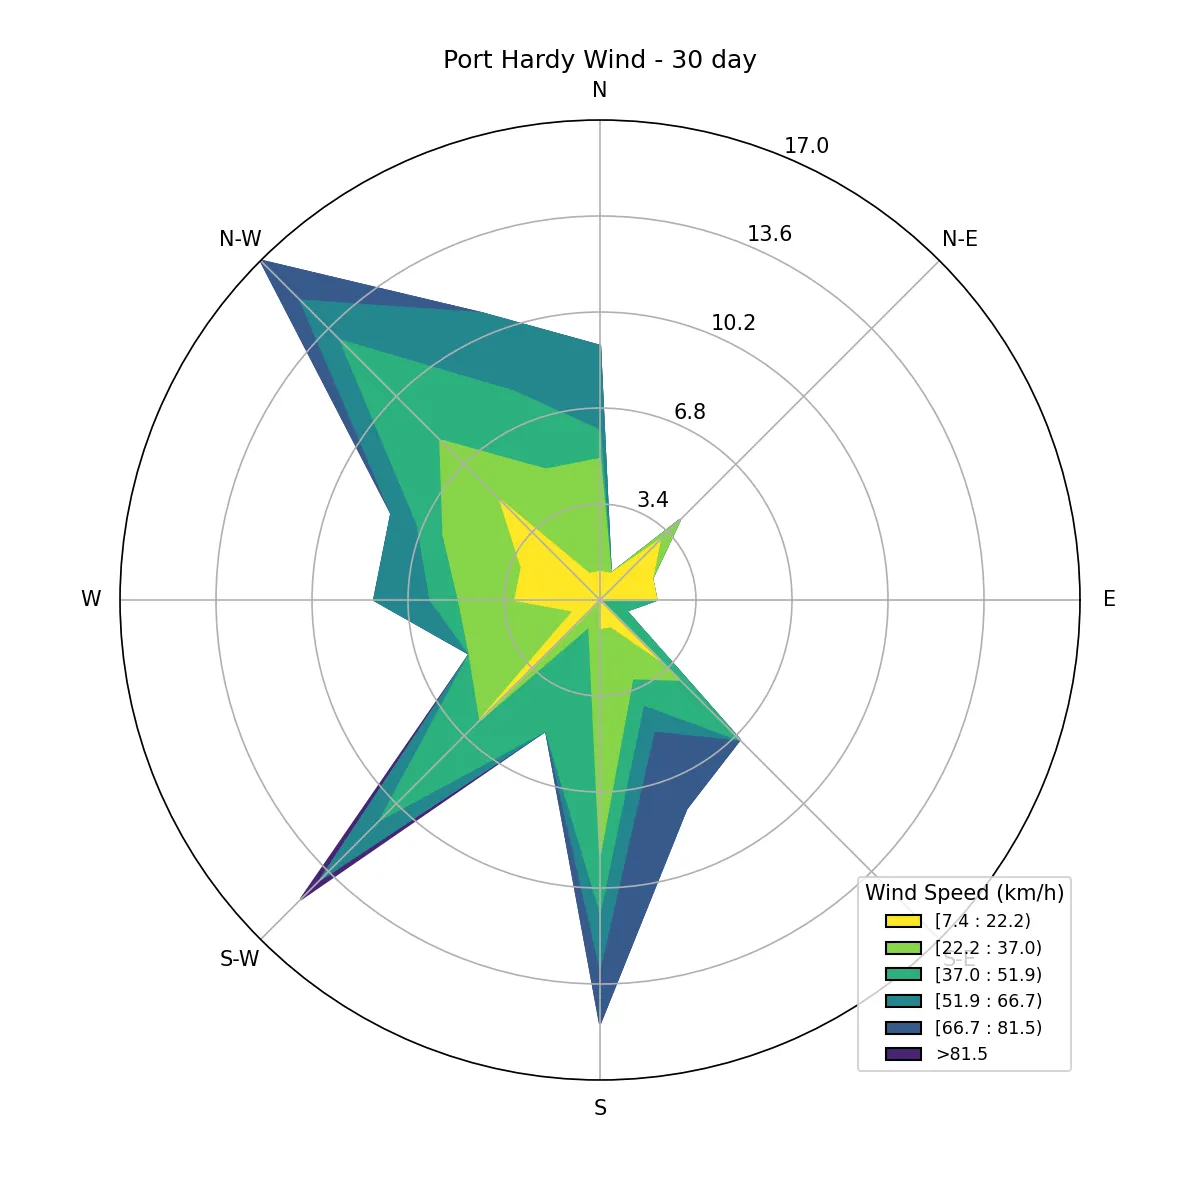 Port Hardy Wind - 30 day
N
17.0
13.6
N-W
N-E
10.2
6.8
3.4
W
E
S-W
S-E
Wind Speed (km/h)
[7.4 : 22.2)
[22.2 : 37.0)
[37.0 : 51.9)
[51.9 : 66.7)
[66.7 : 81.5)
>81.5
S